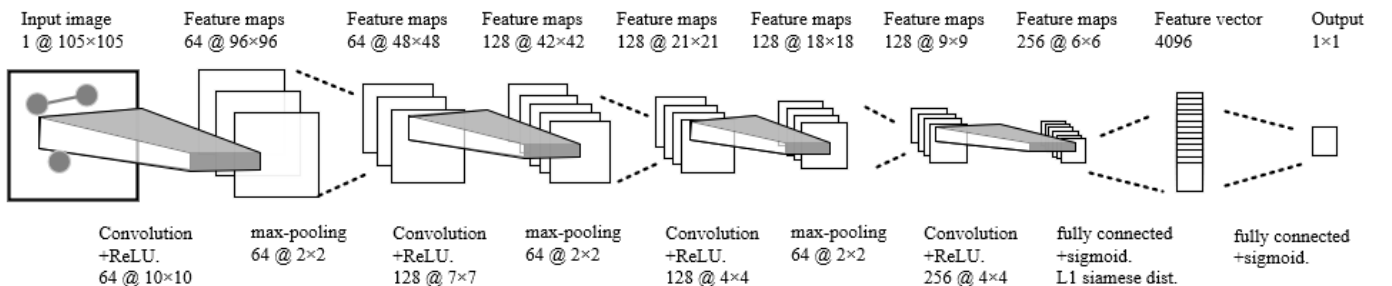 Input image
1 @ 105×105
Feature maps
64 @ 96×96
Feature maps
64 @ 48×48
Feature maps
128 @ 42×42
Feature maps
128 @ 21×21
Feature maps
128 @ 18×18
Feature maps
128 @ 9×9
Feature maps
256 @ 6×6
Feature vector
4096
Output
1×1
Convolution
+ReLU.
64 @ 10×10
max-pooling
64 @ 2×2
Convolution
+ReLU.
128 @ 7×7
max-pooling
64 @ 2×2
Convolution
+ReLU.
128 @ 4×4
max-pooling
64 @ 2×2
Convolution
+ReLU.
256 @ 4×4
fully connected
+sigmoid.
L1 siamese dist.
fully connected
+sigmoid.